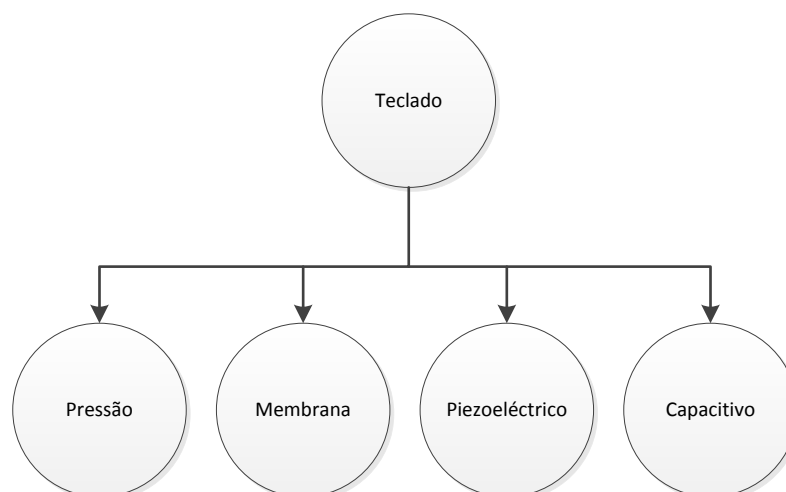 Teclado
Pressão
Membrana
Piezoeléctrico
Capacitivo